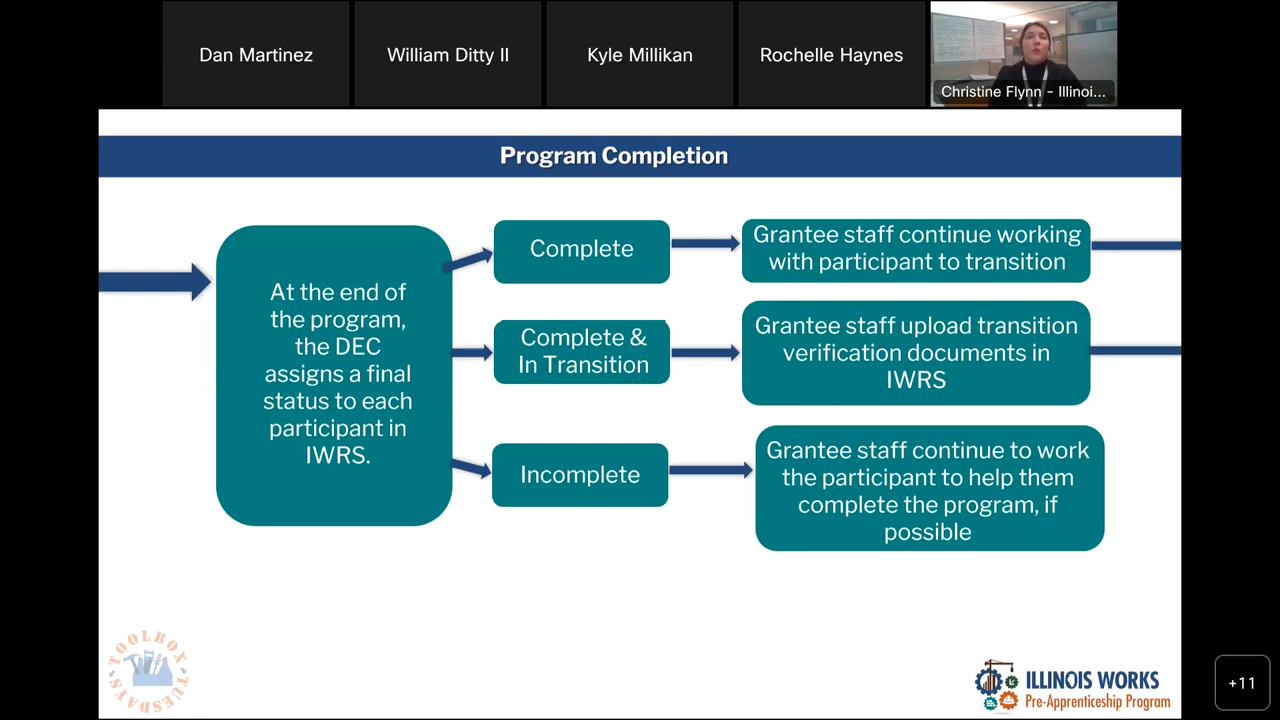 Dan Martinez
William Ditty II
Kyle Millikan
Rochelle Haynes
Christine Flynn - Illinoi...
Program Completion
At the end of
the program,
the DEC
assigns a final
status to each
participant in
IWRS.
Complete
Grantee staff continue working
with participant to transition
Complete &
In Transition
Grantee staff upload transition
verification documents in
IWRS
Incomplete
Grantee staff continue to work
the participant to help them
complete the program, if
possible
TOOLBOX
TUESDAYS
ILLINOIS WORKS
Pre-Apprenticeship Program
+11